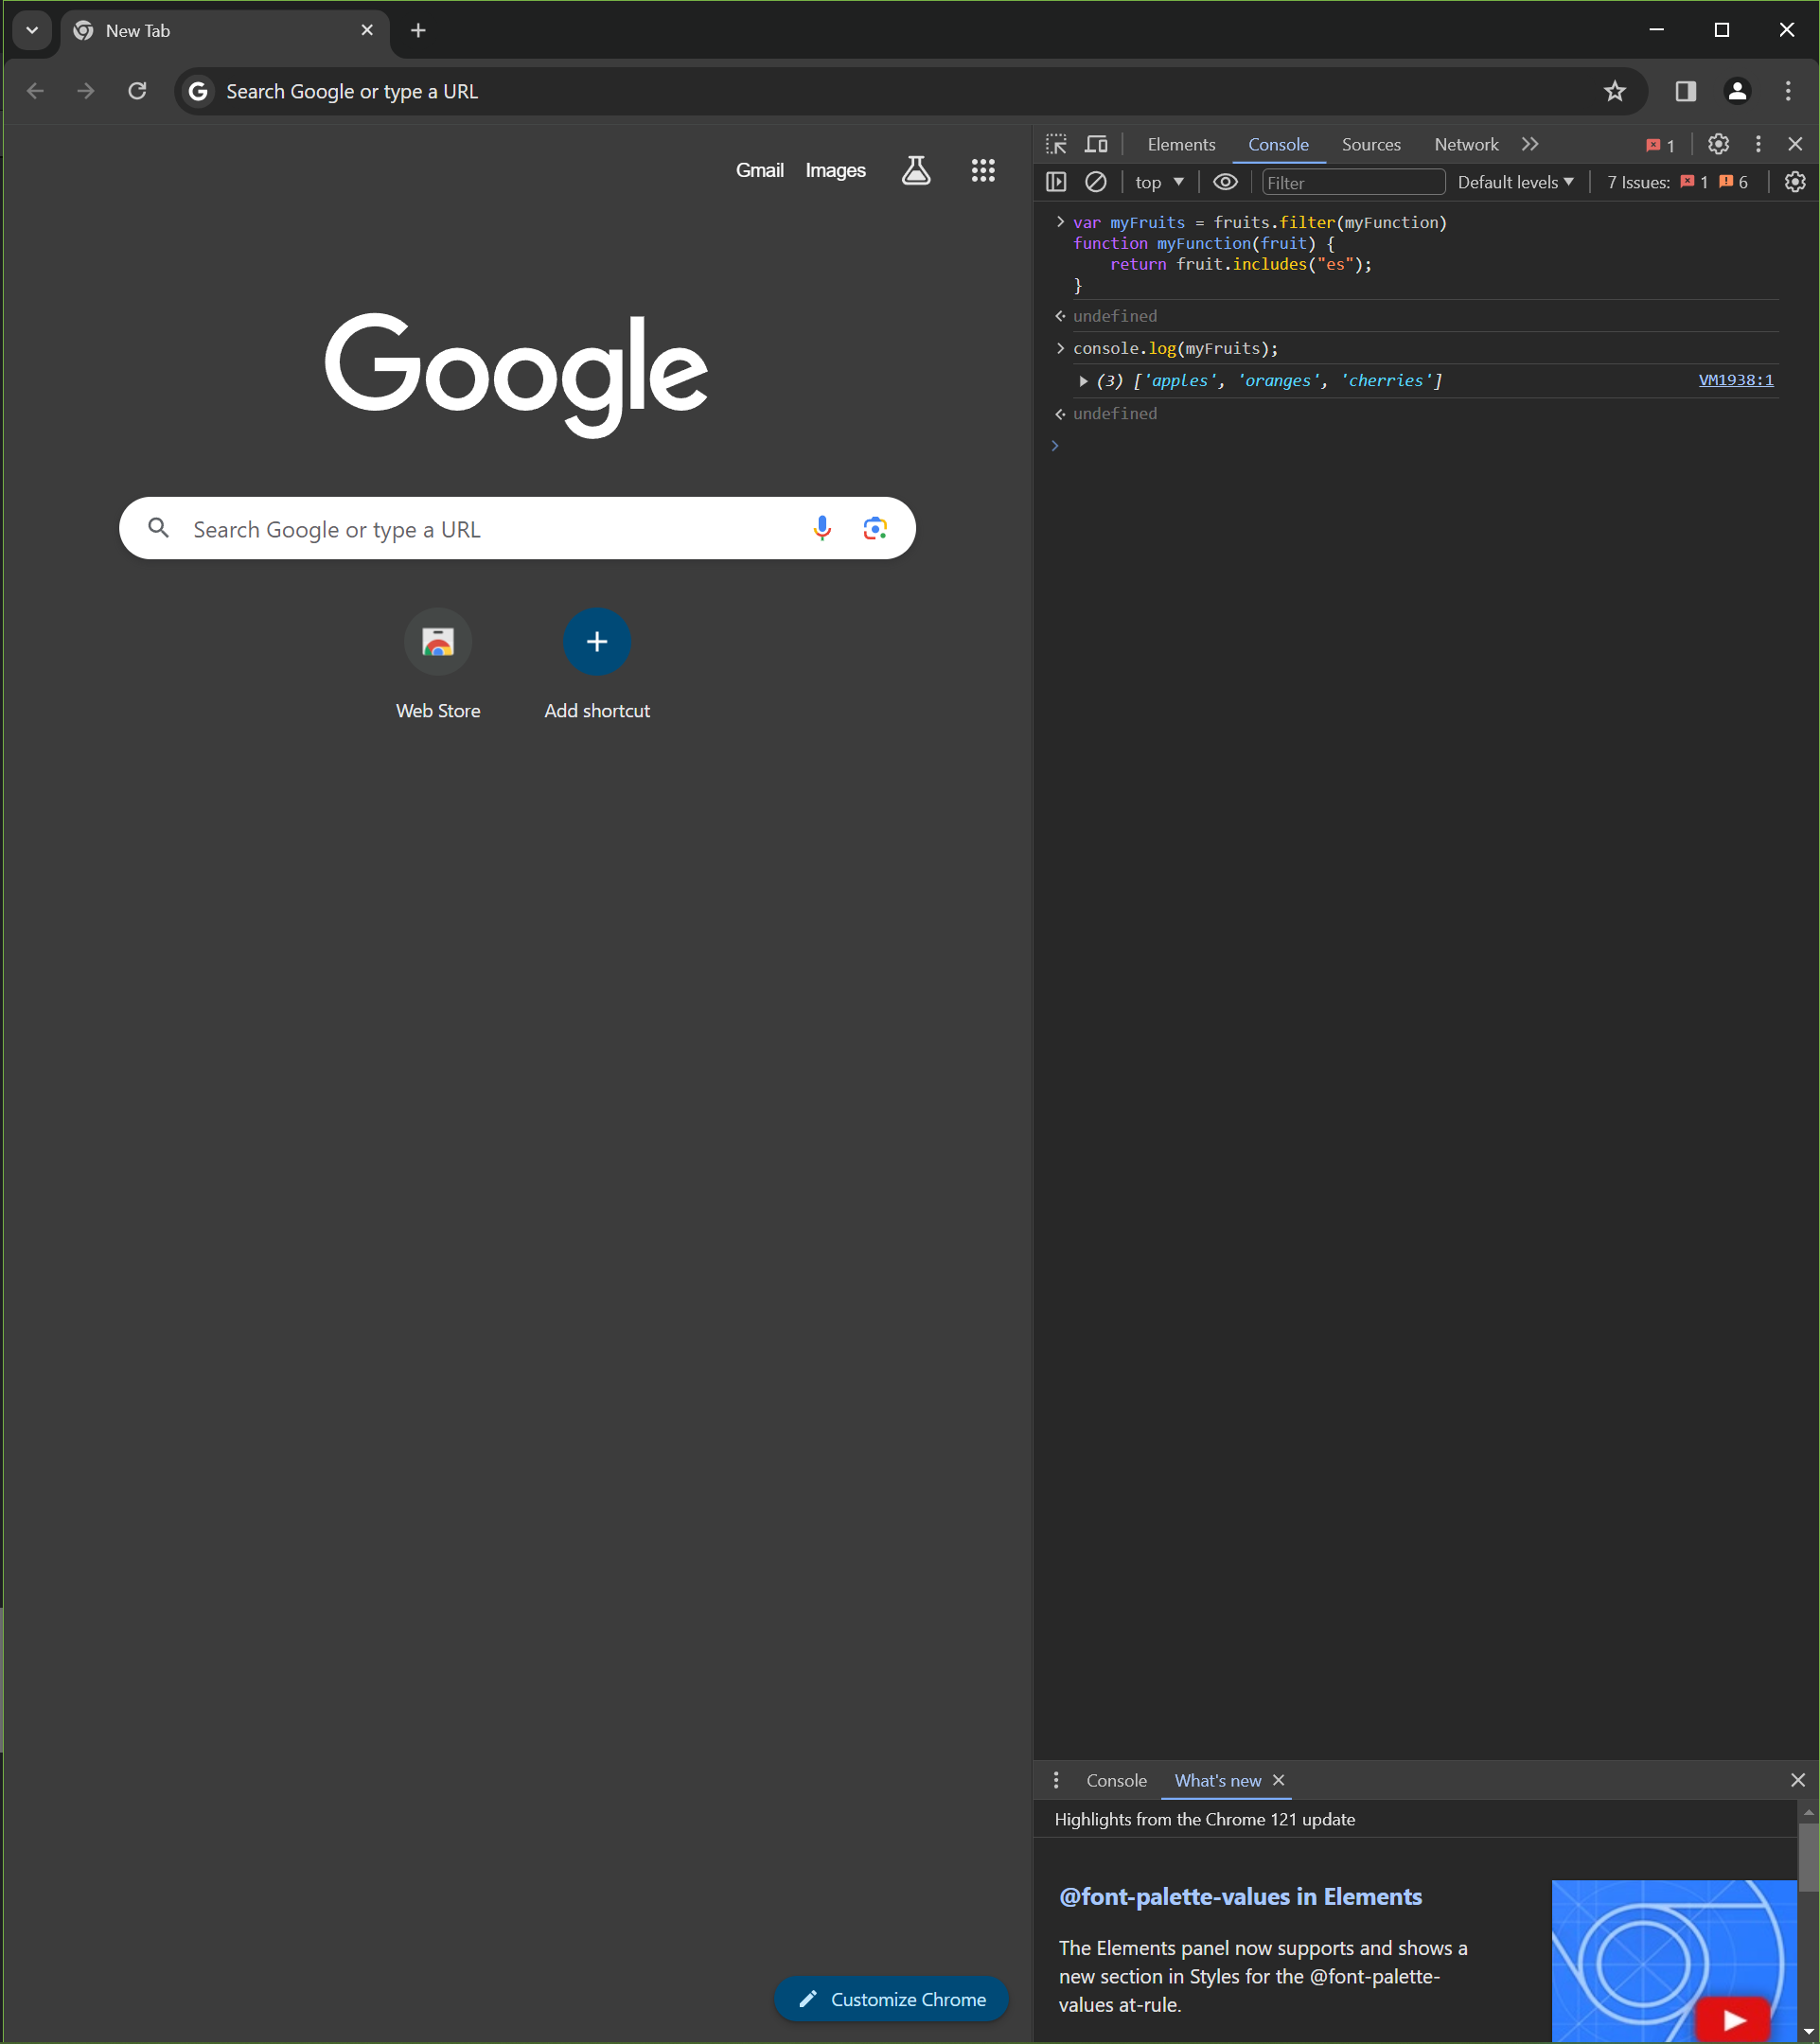 New Tab
Search Google or type a URL
Gmail Images
Google
Search Google or type a URL
Web Store
Add shortcut
Customize Chrome
Elements Console Sources Network 1
top Filter Default levels 7 Issues: 1 6
> var myFruits = fruits.filter(myFunction)
function myFunction(fruit) {
    return fruit.includes("es");
}
undefined
> console.log(myFruits);
(3) ['apples', 'oranges', 'cherries'] VM1938:1
undefined
>
Console What's new
Highlights from the Chrome 121 update
@font-palette-values in Elements
The Elements panel now supports and shows a
new section in Styles for the @font-palette-
values at-rule.